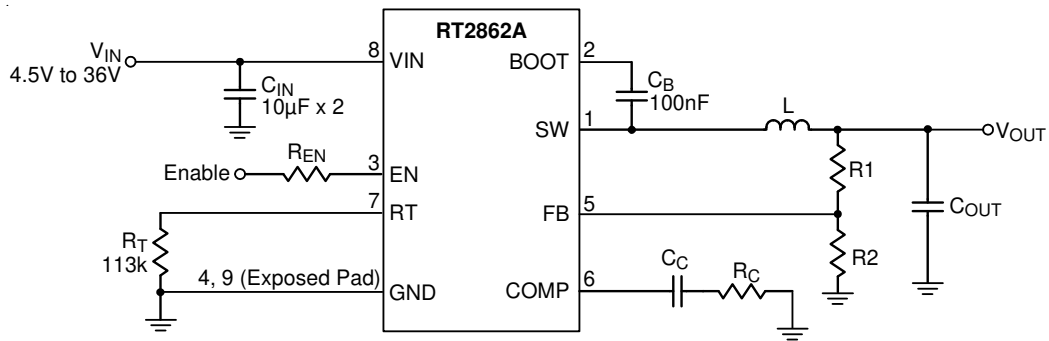 RT2862A
VIN
4.5V to 36V
8
VIN
BOOT
2
CIN
10µF x 2
CB
100nF
SW
1
L
VOUT
REN
Enable
3
EN
R1
7
RT
FB
5
COUT
RT
113k
R2
4, 9 (Exposed Pad)
GND
COMP
6
CC
RC